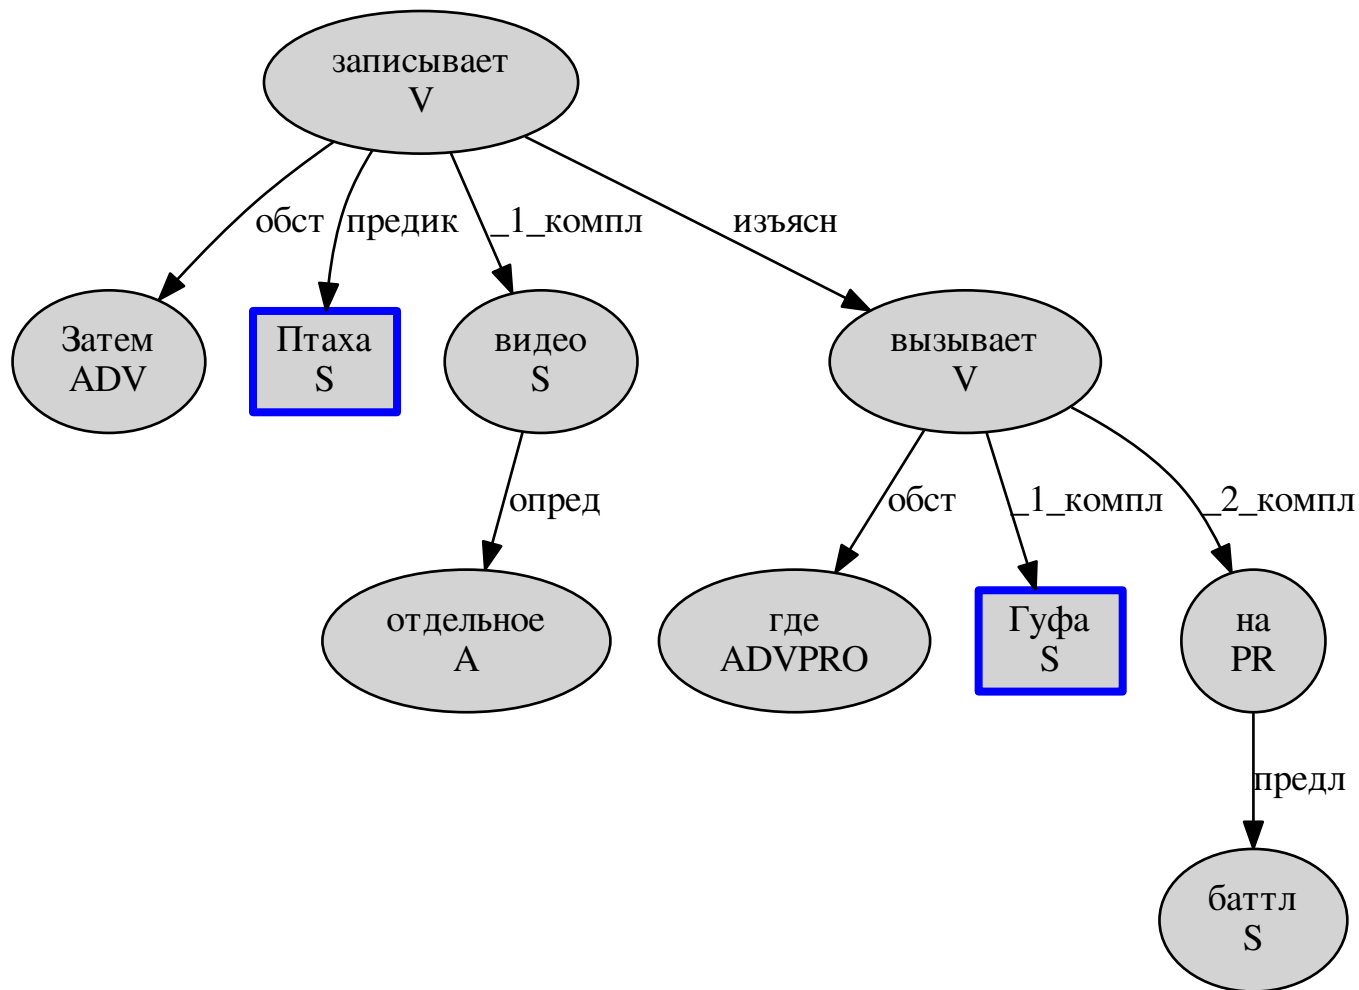 записывает
V
обст
предик
_1_компл
изъясн
Затем
ADV
Птаха
S
видео
S
вызывает
V
опред
обст
_1_компл
_2_компл
отдельное
A
где
ADVPRO
Гуфа
S
на
PR
предл
баттл
S